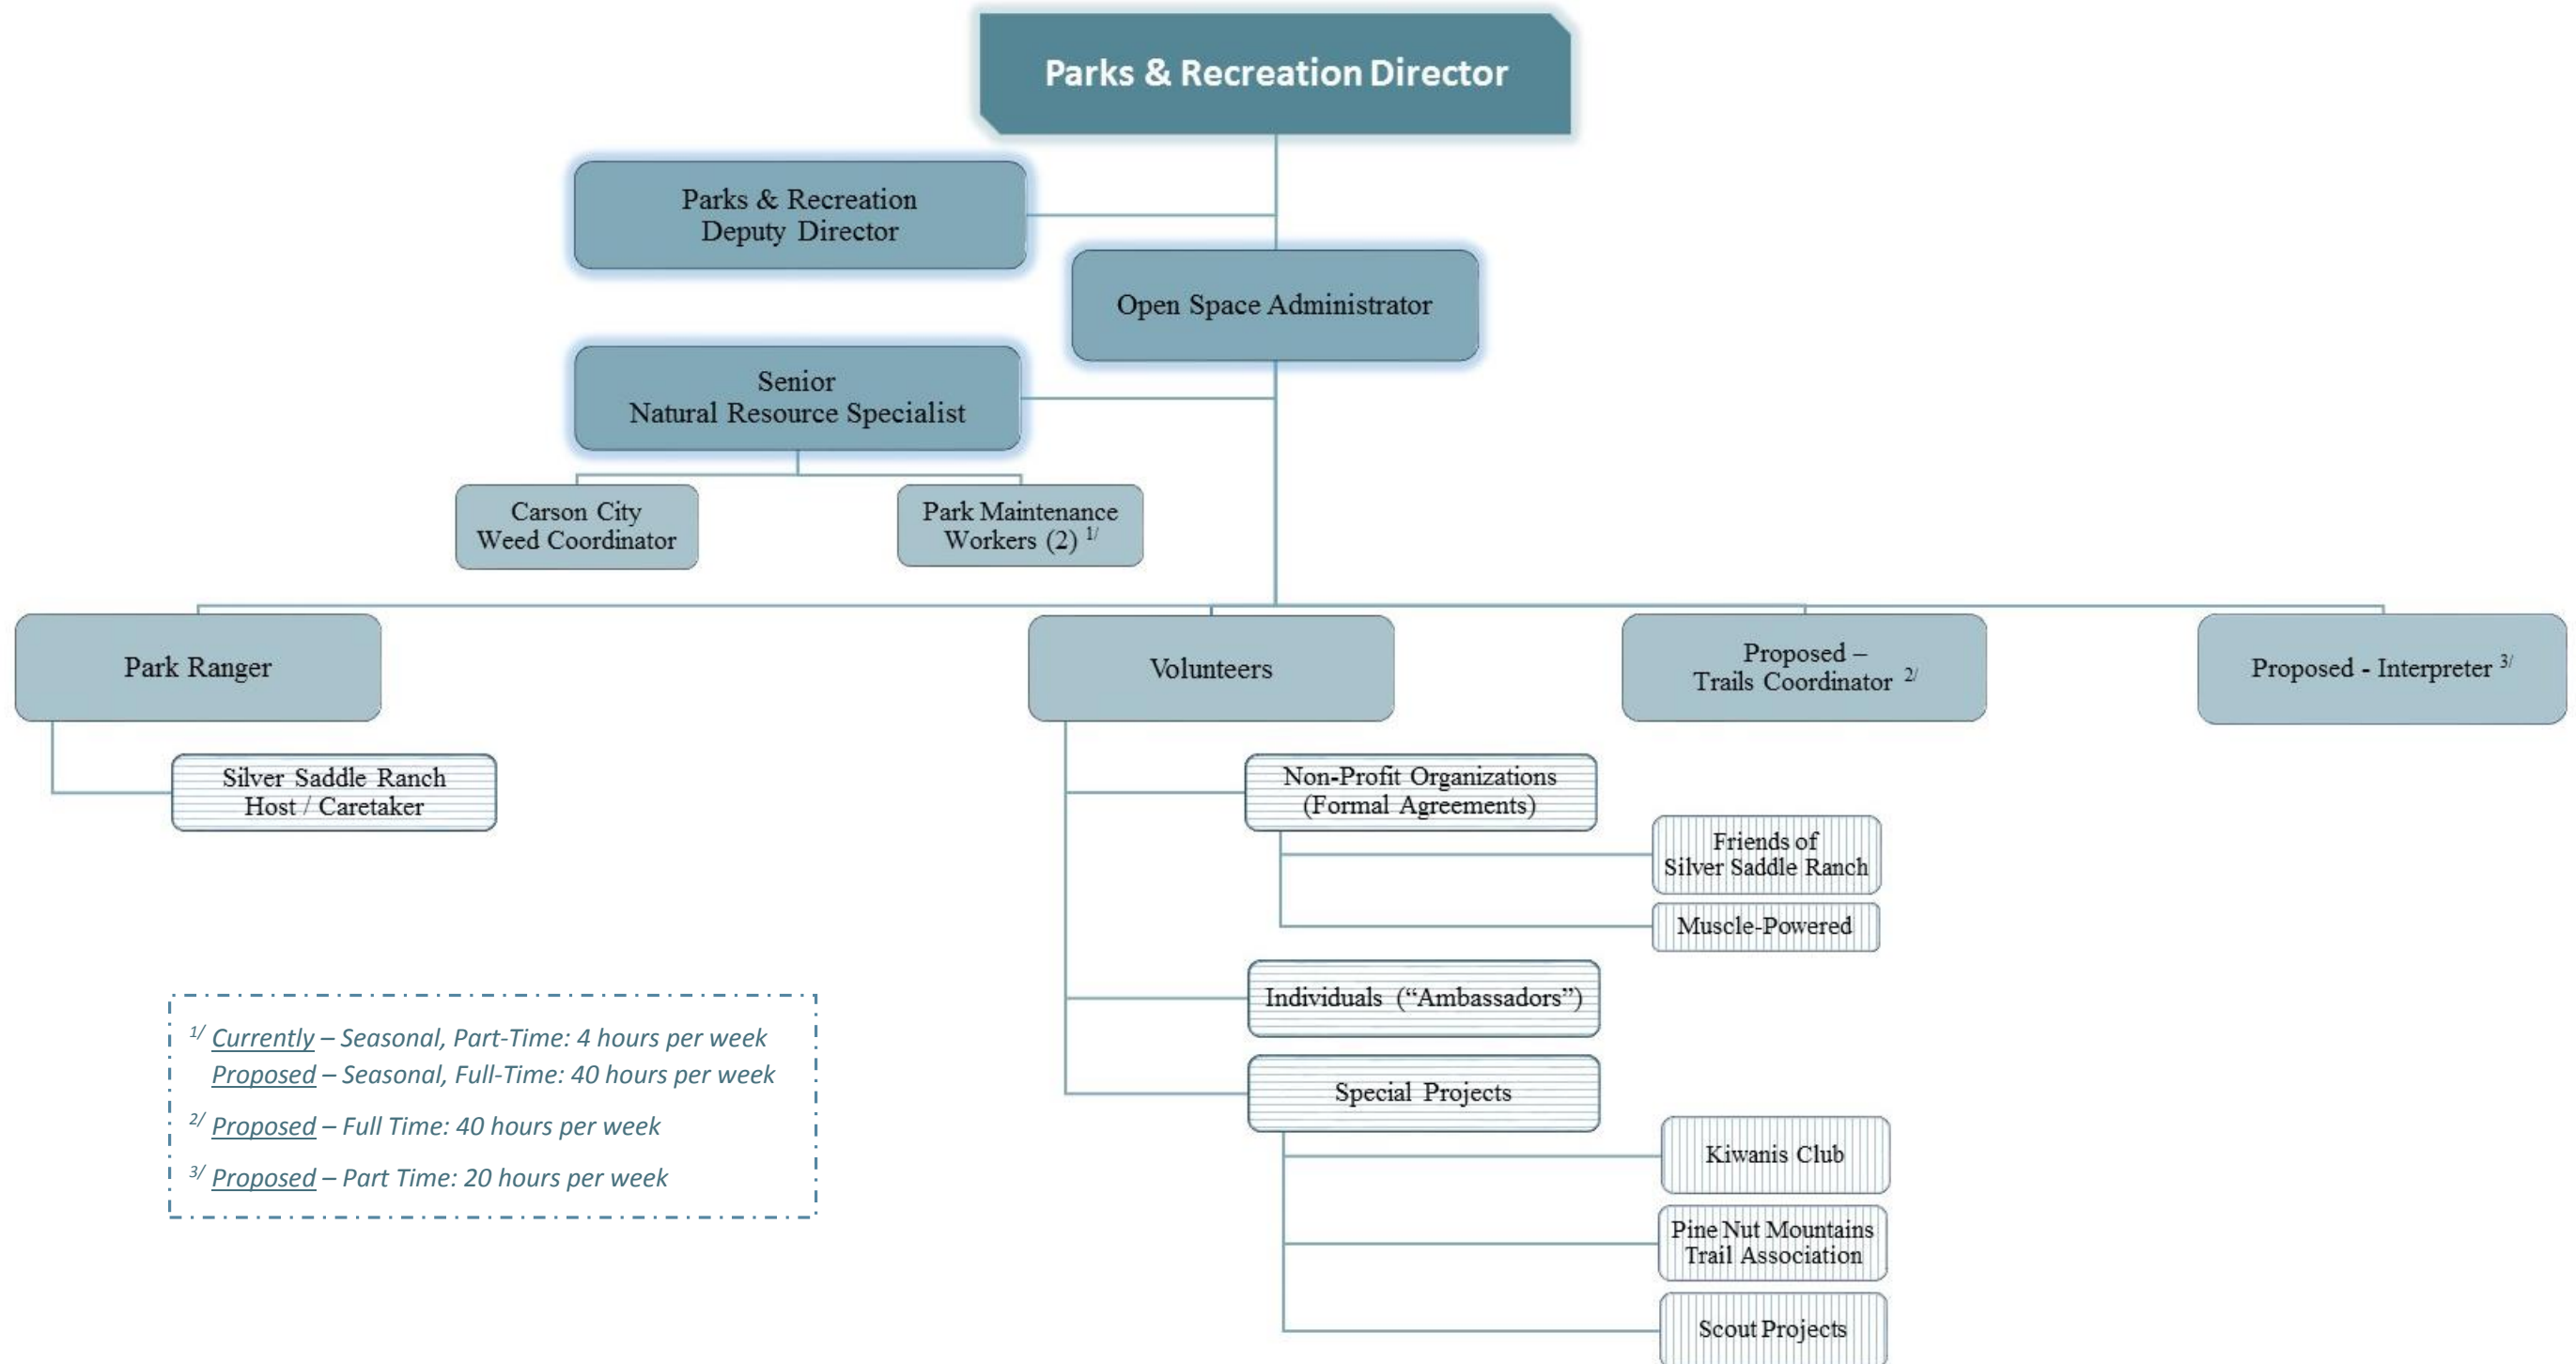 Parks & Recreation Director
Parks & Recreation
Deputy Director
Open Space Administrator
Senior
Natural Resource Specialist
Carson City
Weed Coordinator
Park Maintenance
Workers (2) 1/
Park Ranger
Volunteers
Proposed –
Trails Coordinator 2/
Proposed - Interpreter 3/
Silver Saddle Ranch
Host / Caretaker
Non-Profit Organizations
(Formal Agreements)
Friends of
Silver Saddle Ranch
Muscle-Powered
Individuals (“Ambassadors”)
Special Projects
Kiwanis Club
Pine Nut Mountains
Trail Association
Scout Projects
1/ Currently – Seasonal, Part-Time: 4 hours per week
Proposed – Seasonal, Full-Time: 40 hours per week
2/ Proposed – Full Time: 40 hours per week
3/ Proposed – Part Time: 20 hours per week